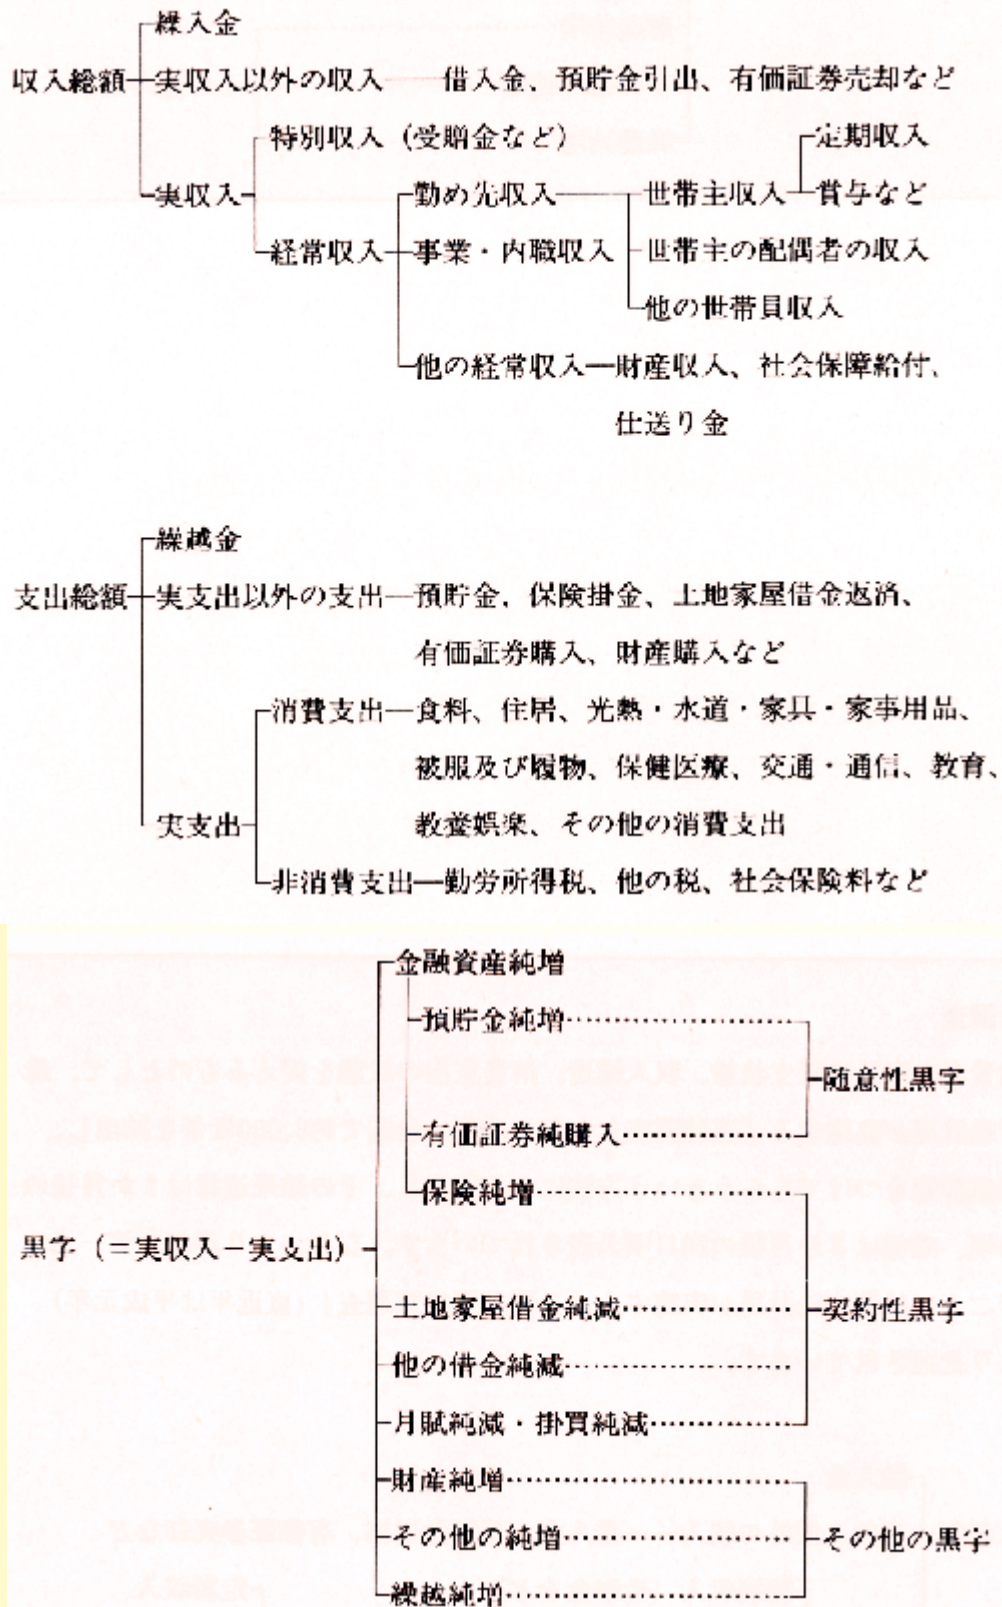 繰入金
収入総額 実収入以外の収入 借入金、預貯金引出、有価証券売却など
特別収入（受贈金など） 定期収入
実収入 勤め先収入 世帯主収入 賞与など
経常収入 事業・内職収入 世帯主の配偶者の収入
他の世帯員収入
他の経常収入 財産収入、社会保障給付、
仕送り金
繰越金
支出総額 実支出以外の支出 預貯金、保険掛金、土地家屋借金返済、
有価証券購入、財産購入など
消費支出 食料、住居、光熱・水道・家具・家事用品、
被服及び履物、保健医療、交通・通信、教育、
実支出 教養娯楽、その他の消費支出
非消費支出 勤労所得税、他の税、社会保険料など
金融資産純増
預貯金純増
随意性黒字
有価証券純購入
保険純増
黒字（＝実収入－実支出）
土地家屋借金純減 契約性黒字
他の借金純減
月賦純減・掛買純減
財産純増
その他の純増 その他の黒字
繰越純増